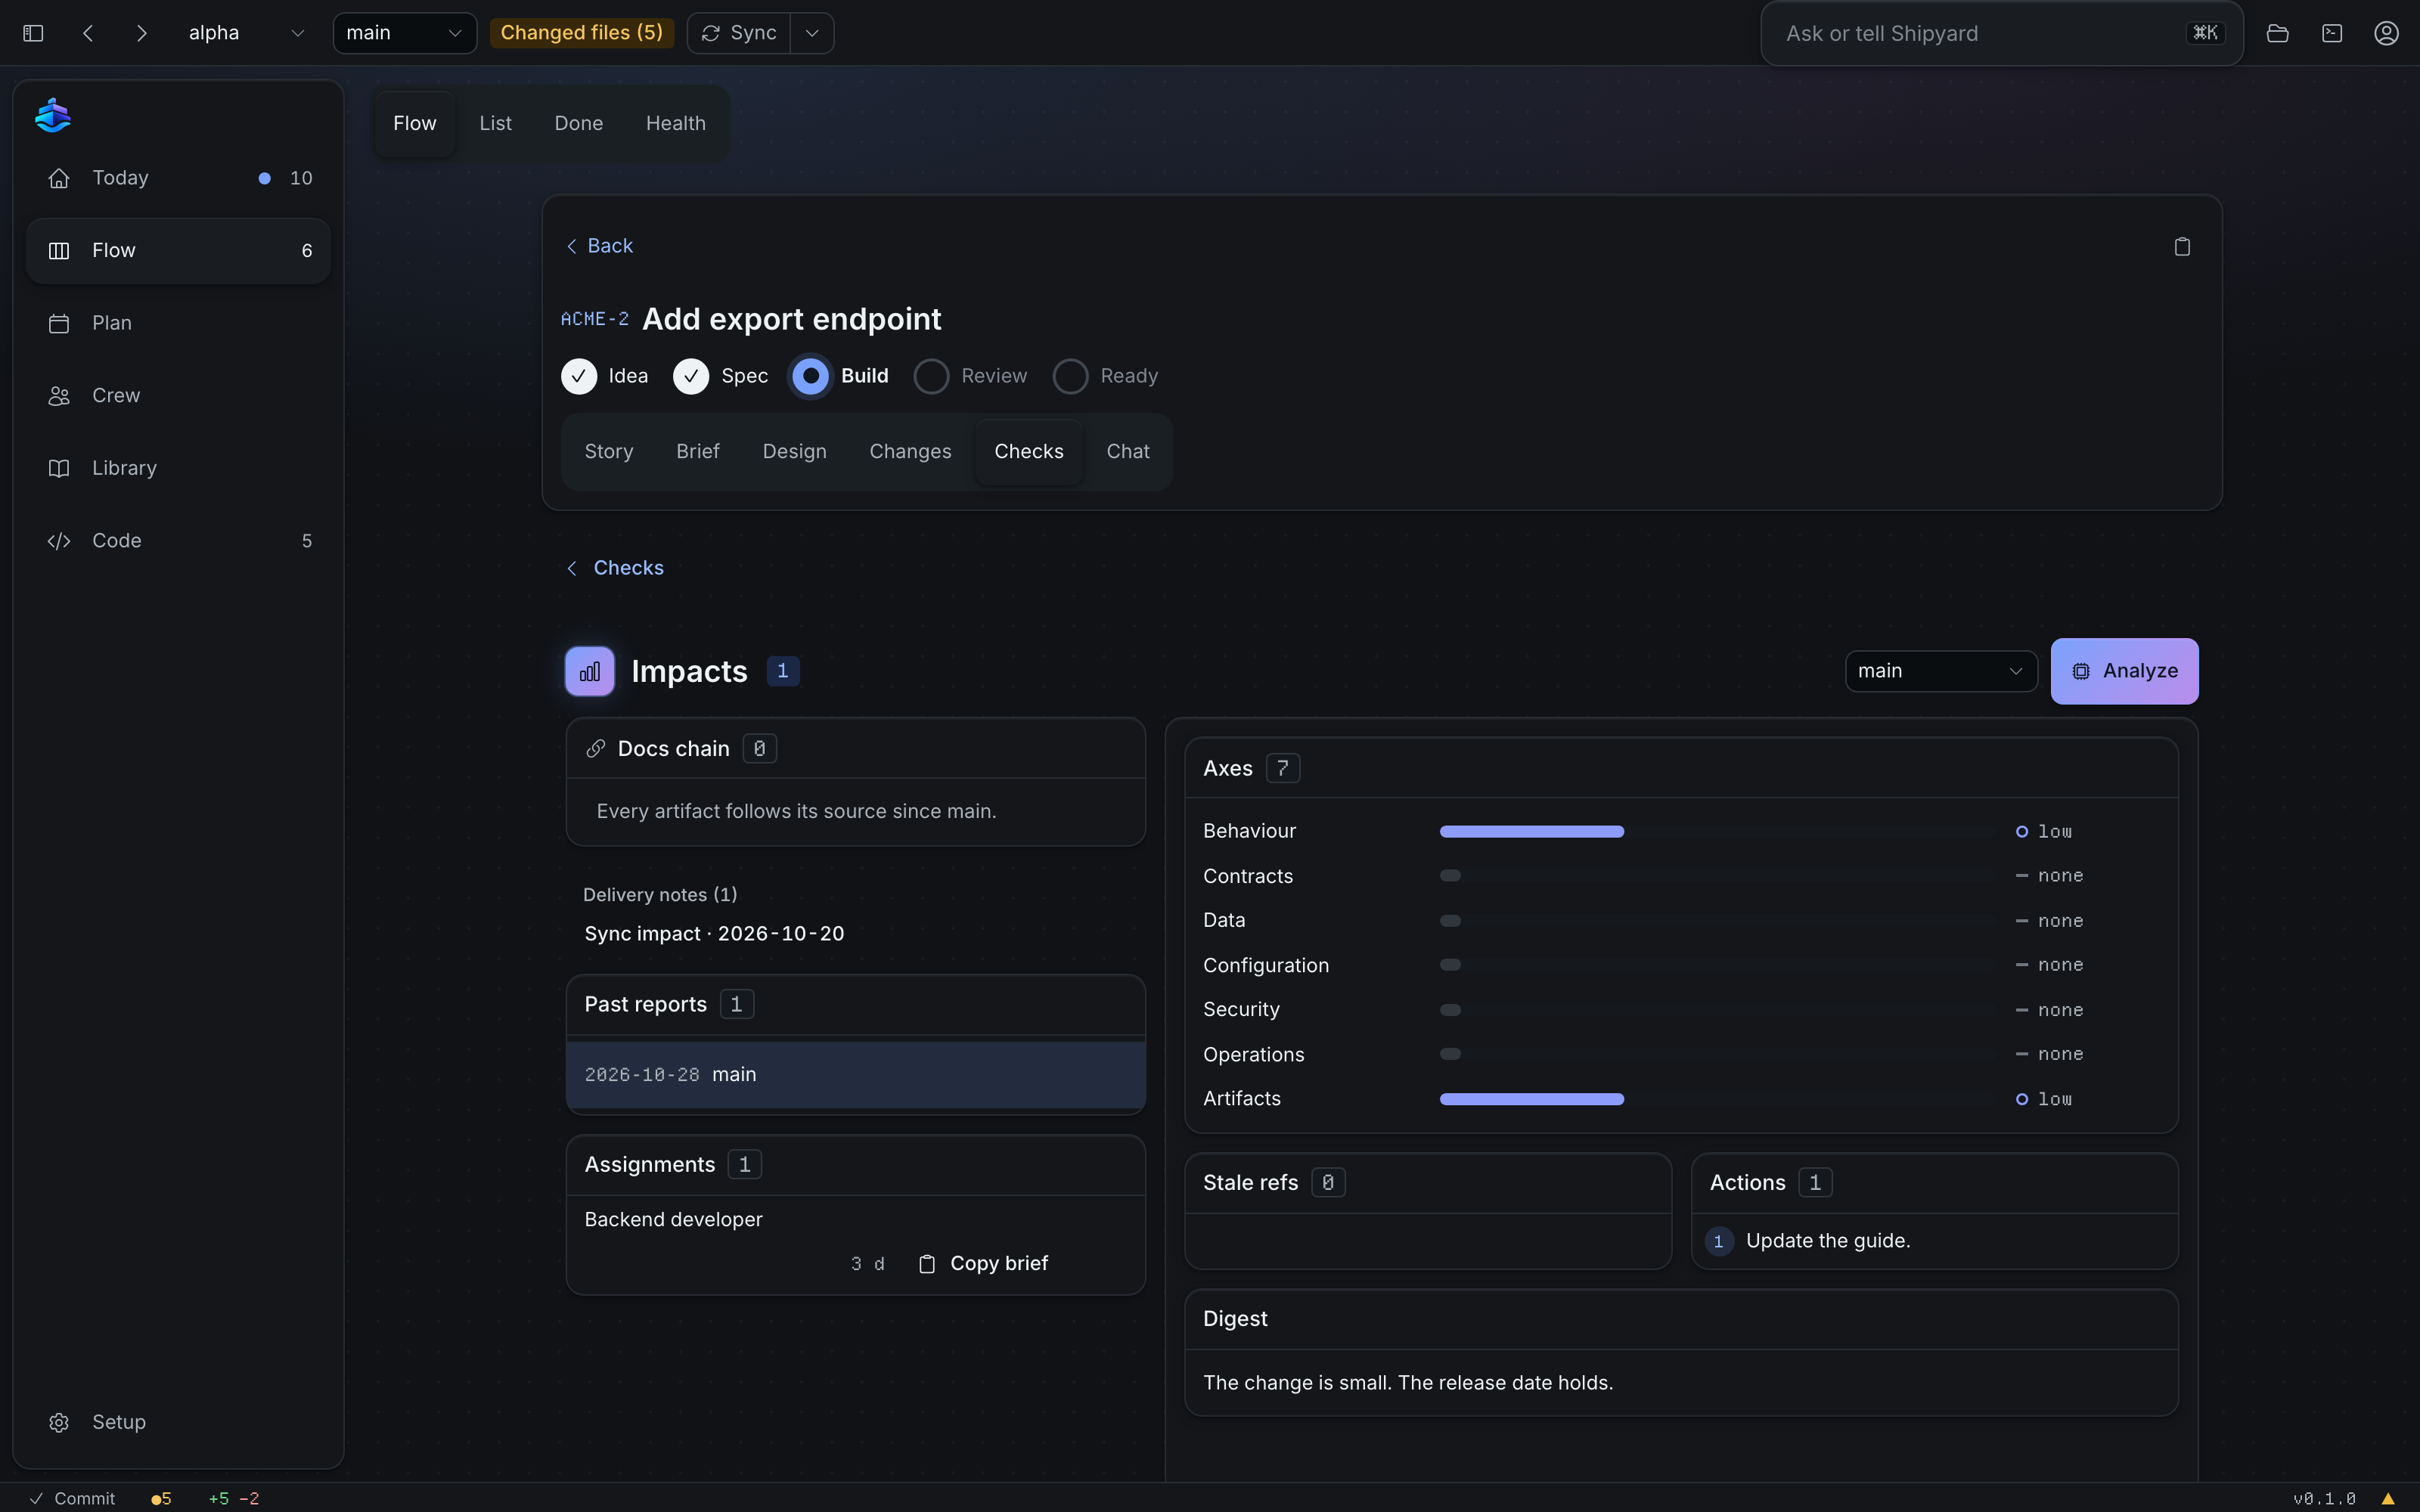 alpha
main
Changed files (5)
Sync
Ask or tell Shipyard
⌘K
Today
10
Flow
6
Plan
Crew
Library
Code
5
Setup
Flow
List
Done
Health
Back
ACME-2 Add export endpoint
Idea
Spec
Build
Review
Ready
Story
Brief
Design
Changes
Checks
Chat
Checks
Impacts 1
main
Analyze
Docs chain 0
Every artifact follows its source since main.
Delivery notes (1)
Sync impact · 2026-10-20
Past reports 1
2026-10-28 main
Assignments 1
Backend developer
3 d
Copy brief
Axes 7
Behaviour
low
Contracts
none
Data
none
Configuration
none
Security
none
Operations
none
Artifacts
low
Stale refs 0
Actions 1
1 Update the guide.
Digest
The change is small. The release date holds.
Commit
5
+5 -2
v0.1.0